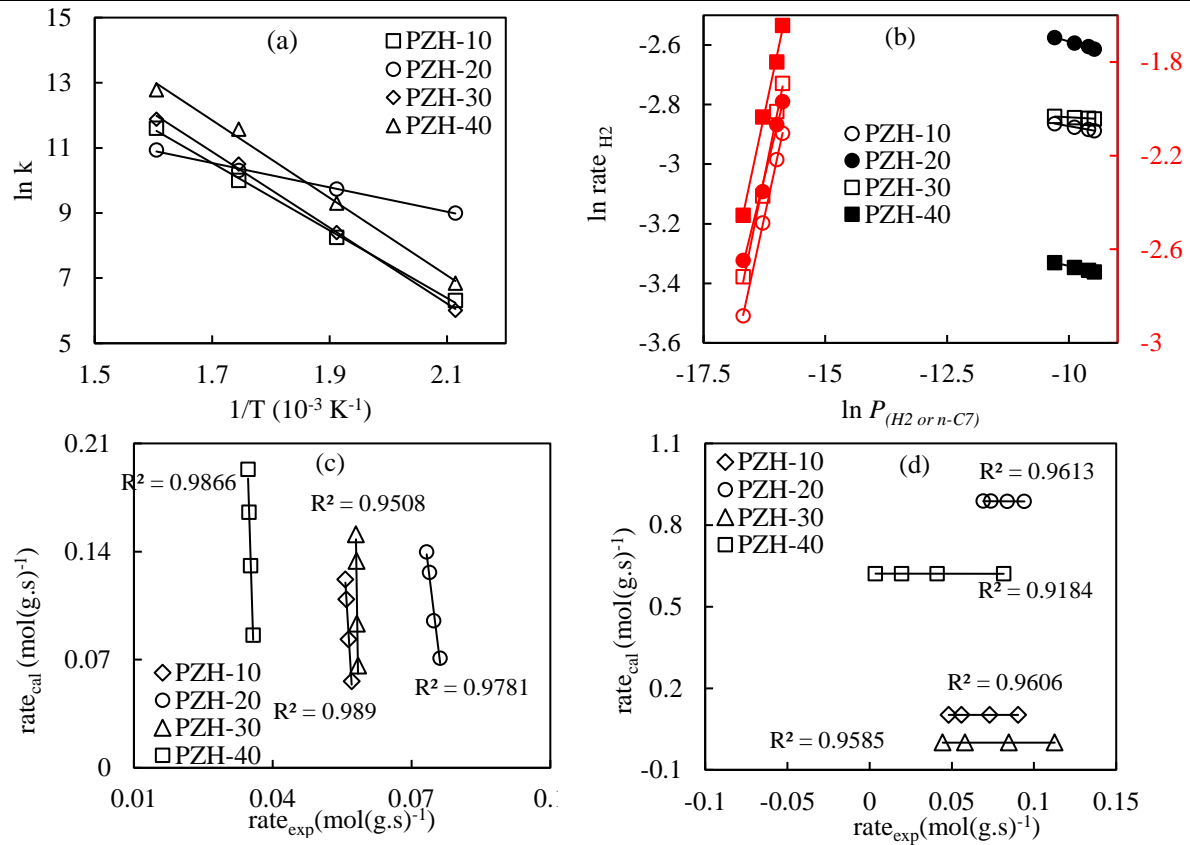 15
13
11
9
7
5
ln k
(a)
PZH-10
PZH-20
PZH-30
PZH-40
1.5
1.7
1.9
2.1
1/T (10⁻³ K⁻¹)
-2.6
-2.8
-3
-3.2
-3.4
-3.6
ln rate H2
(b)
PZH-10
PZH-20
PZH-30
PZH-40
-1.8
-2.2
-2.6
-3
-17.5
-15
-12.5
-10
ln P(H2 or n-C7)
0.21
0.14
0.07
0
rate_cal (mol(g.s)⁻¹)
(c)
R² = 0.9866
R² = 0.9508
PZH-10
PZH-20
PZH-30
PZH-40
R² = 0.9781
R² = 0.989
0.01
0.04
0.07
0.1
rate_exp(mol(g.s)⁻¹
1.1
0.8
0.5
0.2
-0.1
rate_cal (mol(g.s)⁻¹)
PZH-10
PZH-20
PZH-30
PZH-40
(d)
R² = 0.9613
R² = 0.9184
R² = 0.9606
R² = 0.9585
-0.1
-0.05
0
0.05
0.1
0.15
rate_exp(mol(g.s)⁻¹